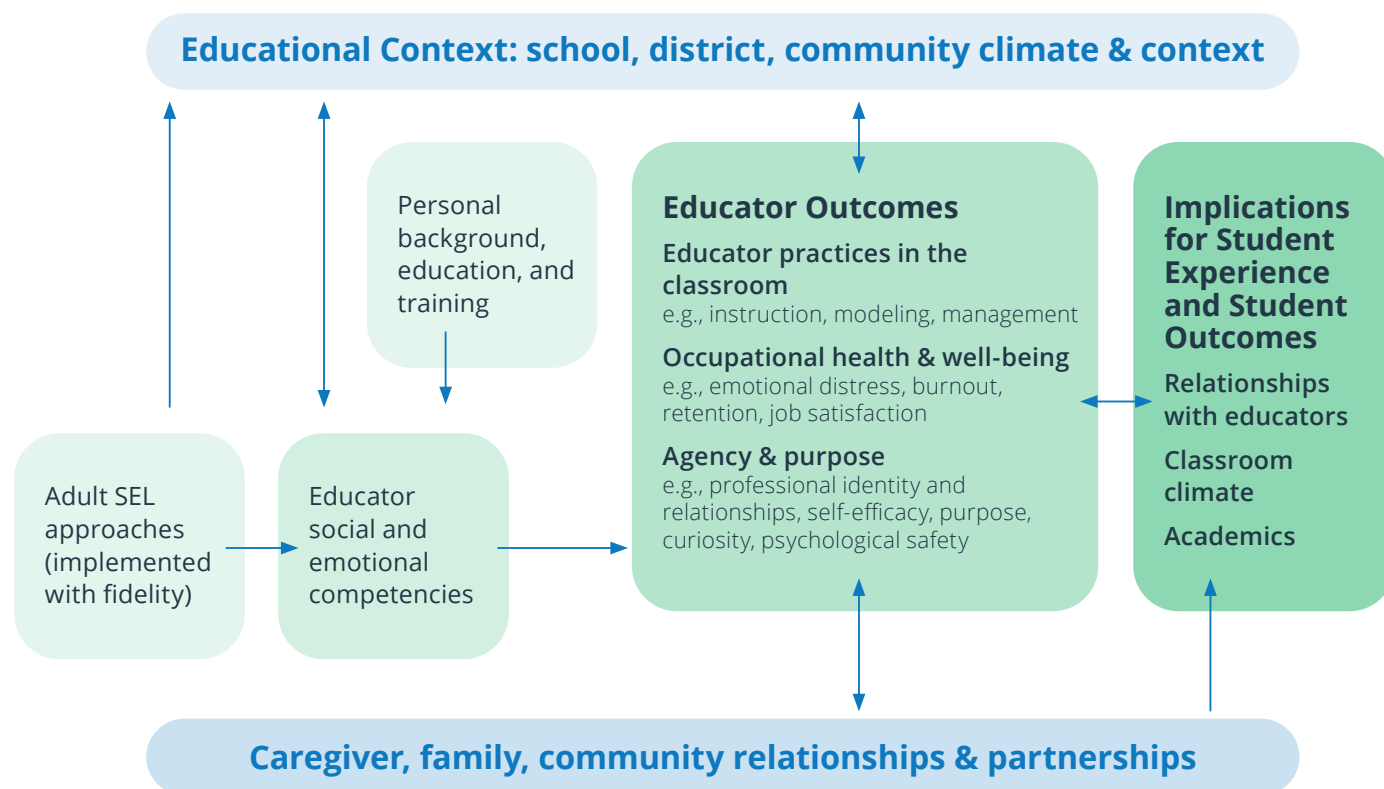 Educational Context: school, district, community climate & context
Personal
background,
education, and
training
Adult SEL
approaches
(implemented
with fidelity)
Educator
social and
emotional
competencies
Educator Outcomes
Educator practices in the
classroom
e.g., instruction, modeling, management
Occupational health & well-being
e.g., emotional distress, burnout,
retention, job satisfaction
Agency & purpose
e.g., professional identity and
relationships, self-efficacy, purpose,
curiosity, psychological safety
Implications
for Student
Experience
and Student
Outcomes
Relationships
with educators
Classroom
climate
Academics
Caregiver, family, community relationships & partnerships